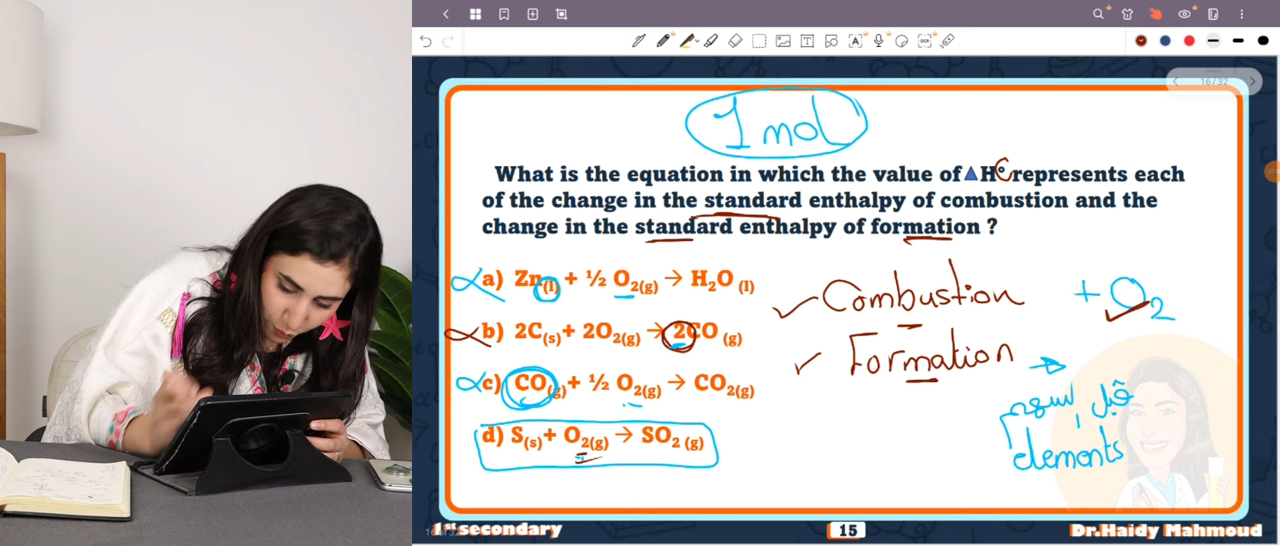 16/32
1 mol
What is the equation in which the value of ΔH° represents each
of the change in the standard enthalpy of combustion and the
change in the standard enthalpy of formation ?
a) Zn(l) + ½ O2(g) → H2O (l)
b) 2C(s) + 2O2(g) → 2CO (g)
c) CO(g) + ½ O2(g) → CO2(g)
d) S(s) + O2(g) → SO2 (g)
✓ Combustion + O2
✓ Formation →
قبل السهم
elements
1st secondary
15
Dr.Haidy Mahmoud